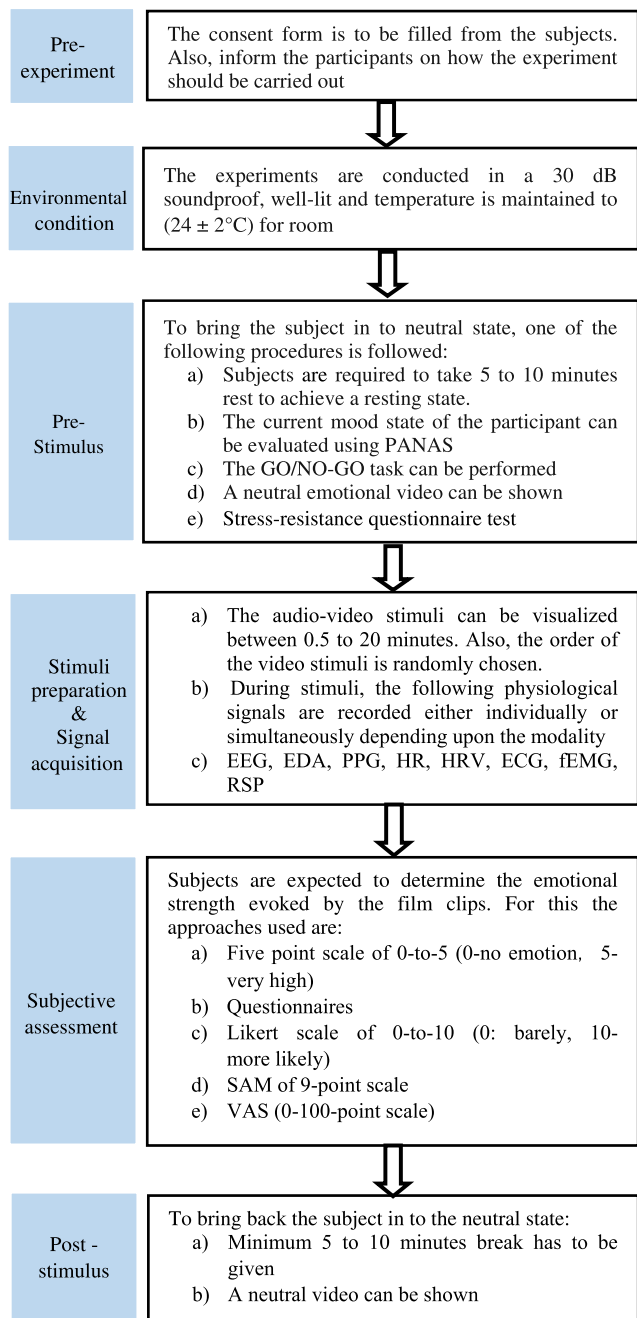 Pre-
experiment
The consent form is to be filled from the subjects.
Also, inform the participants on how the experiment
should be carried out
Environmental
condition
The experiments are conducted in a 30 dB
soundproof, well-lit and temperature is maintained to
(24 ± 2°C) for room
Pre-
Stimulus
To bring the subject in to neutral state, one of the
following procedures is followed:
a) Subjects are required to take 5 to 10 minutes
rest to achieve a resting state.
b) The current mood state of the participant can
be evaluated using PANAS
c) The GO/NO-GO task can be performed
d) A neutral emotional video can be shown
e) Stress-resistance questionnaire test
Stimuli
preparation
&
Signal
acquisition
a) The audio-video stimuli can be visualized
between 0.5 to 20 minutes. Also, the order of
the video stimuli is randomly chosen.
b) During stimuli, the following physiological
signals are recorded either individually or
simultaneously depending upon the modality
c) EEG, EDA, PPG, HR, HRV, ECG, fEMG,
RSP
Subjective
assessment
Subjects are expected to determine the emotional
strength evoked by the film clips. For this the
approaches used are:
a) Five point scale of 0-to-5 (0-no emotion, 5-
very high)
b) Questionnaires
c) Likert scale of 0-to-10 (0: barely, 10-
more likely)
d) SAM of 9-point scale
e) VAS (0-100-point scale)
Post -
stimulus
To bring back the subject in to the neutral state:
a) Minimum 5 to 10 minutes break has to be
given
b) A neutral video can be shown